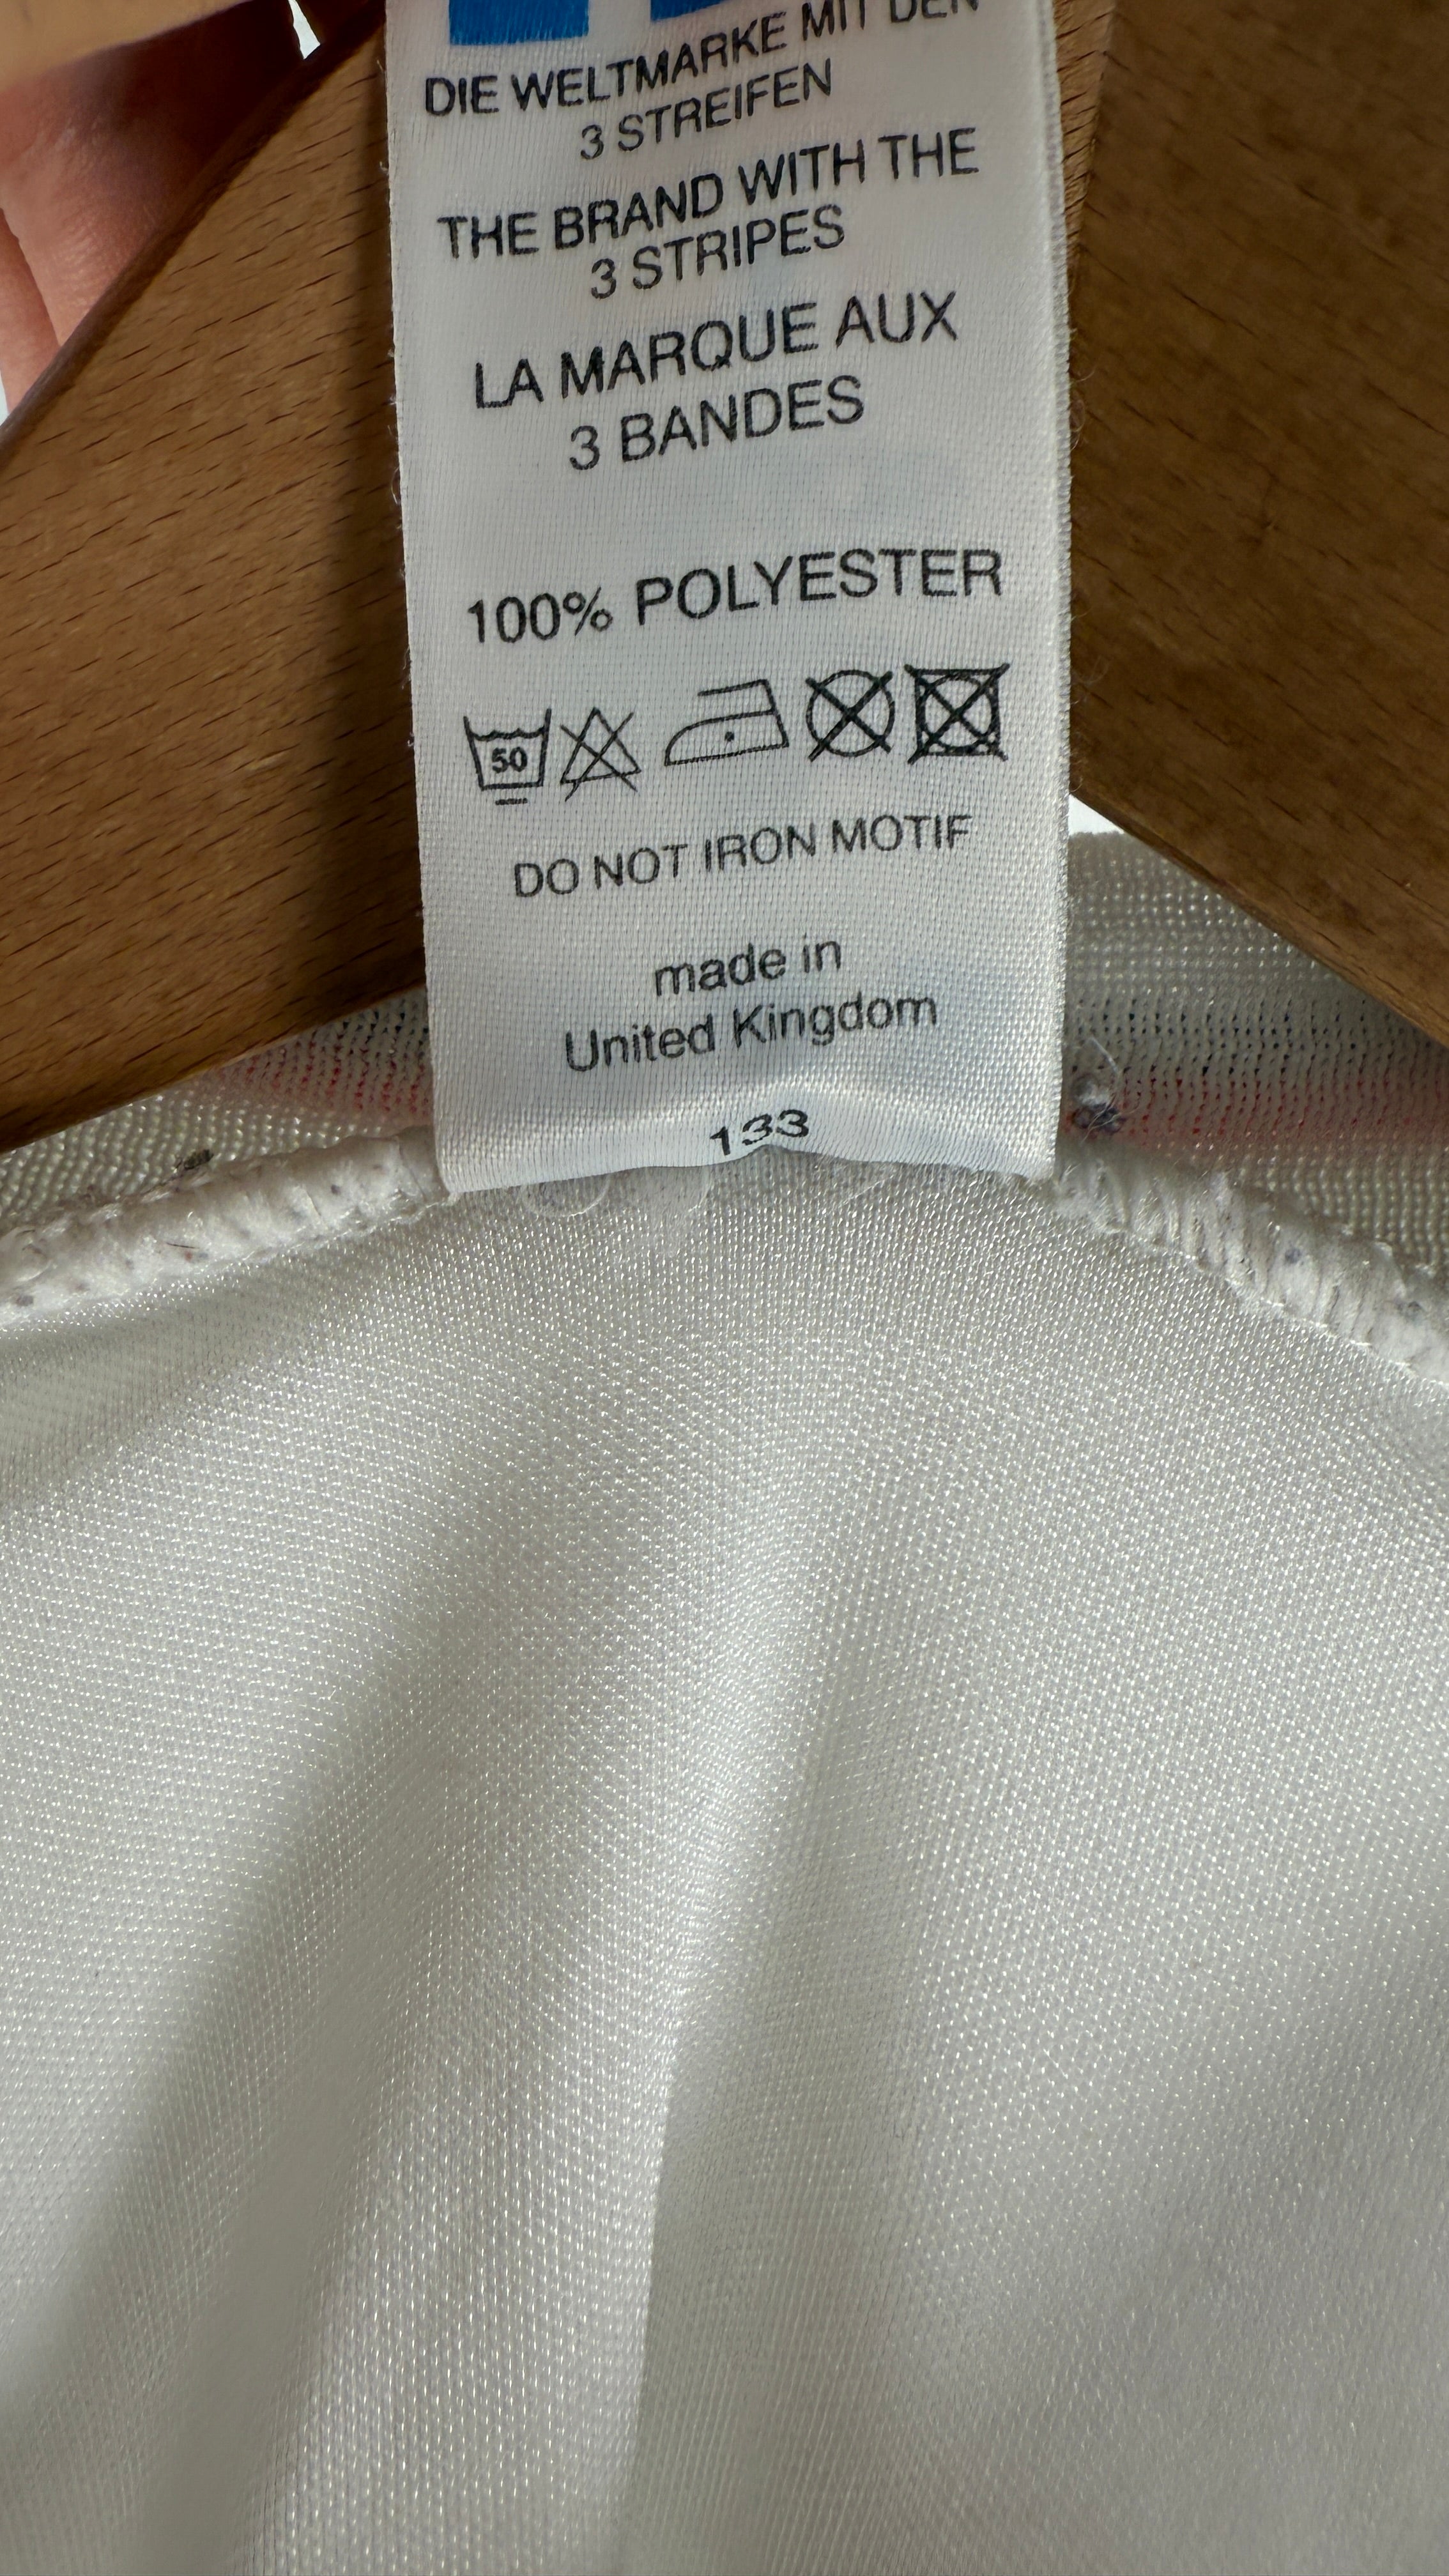 DIE WELTMARKE MIT DEN
3 STREIFEN
THE BRAND WITH THE
3 STRIPES
LA MARQUE AUX
3 BANDES
100% POLYESTER
50
DO NOT IRON MOTIF
made in
United Kingdom
133